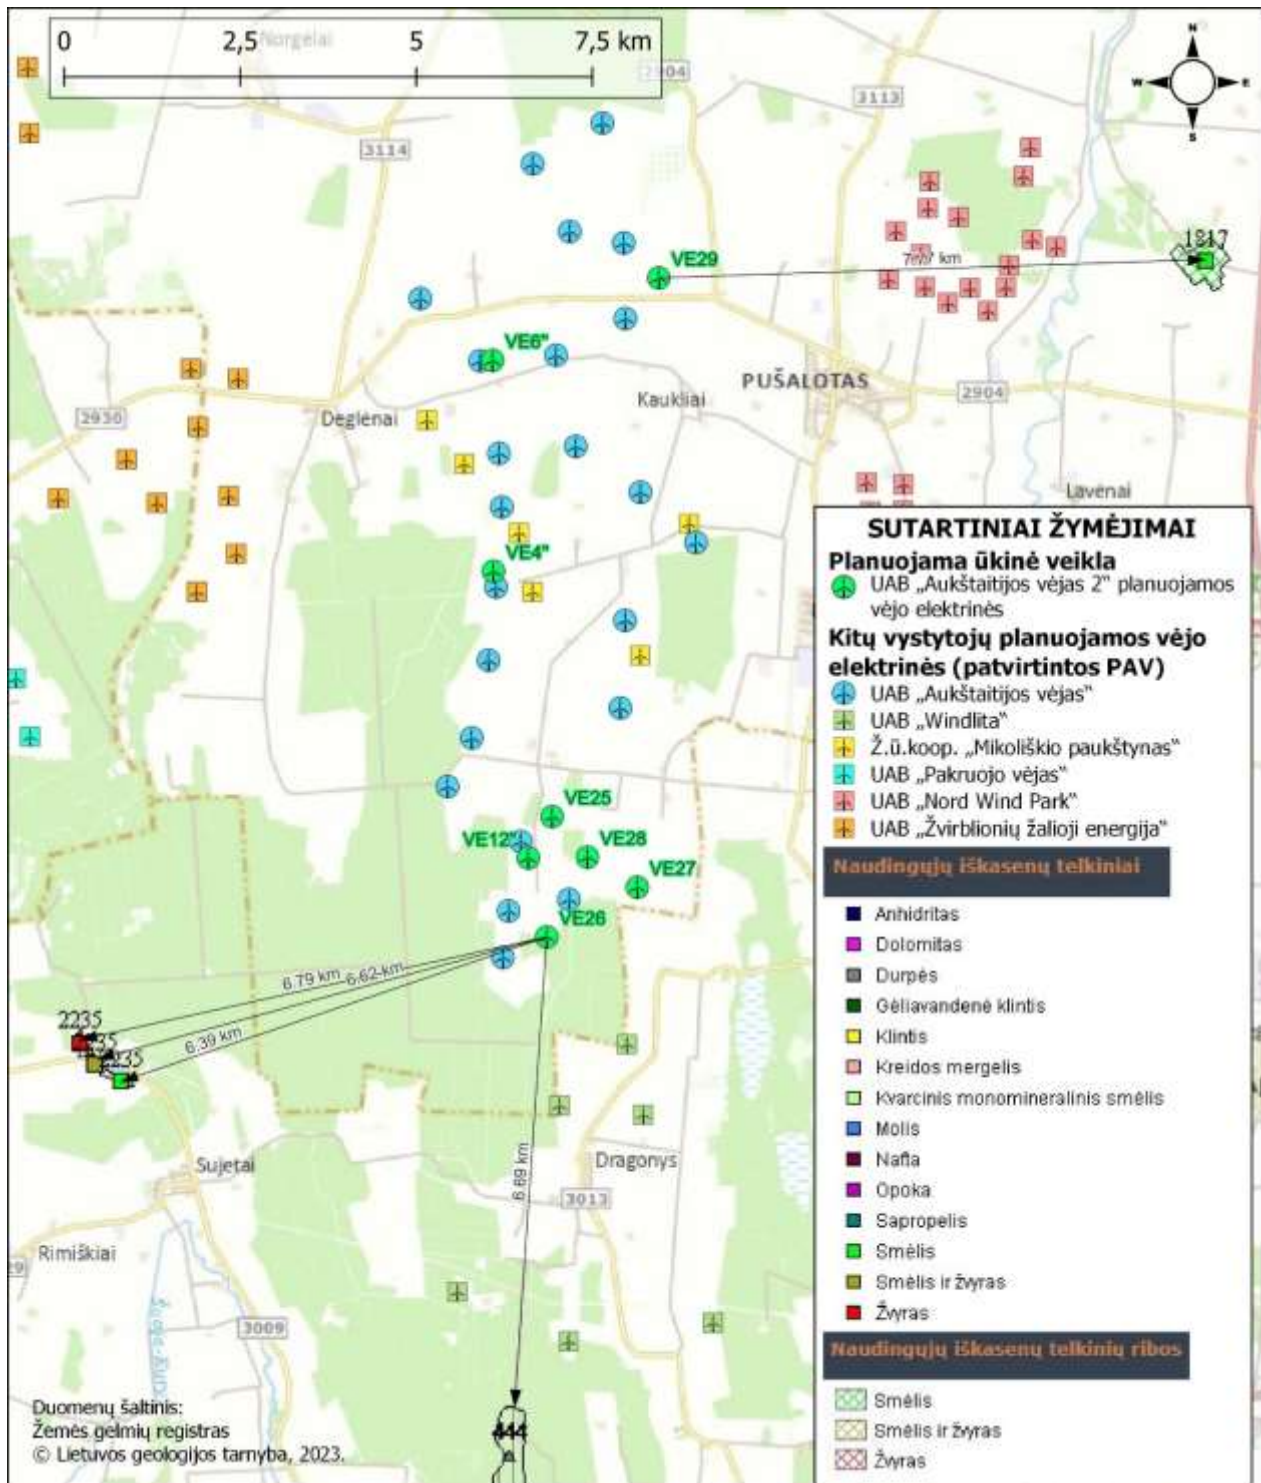 0 2,5 5 7,5 km
Norgėlai
2904
3113
N
W E
S
3114
1817
VE29
7.77 km
VE6"
PUŠALOTAS
Kaukliai
2904
2930
Deglėnai
Lavėnai
VE4"
SUTARTINIAI ŽYMĖJIMAI
Planuojama ūkinė veikla
UAB „Aukštaitijos vėjas 2“ planuojamos
vėjo elektrinės
Kitų vystytojų planuojamos vėjo
elektrinės (patvirtintos PAV)
UAB „Aukštaitijos vėjas“
UAB „Windlita“
Ž.ū.koop. „Mikoliškio paukštynas“
UAB „Pakruojo vėjas“
UAB „Nord Wind Park“
UAB „Žvirblionių žalioji energija“
VE25
VE12"
VE28
VE27
VE26
Naudingųjų iškasenų telkiniai
Anhidritas
Dolomitas
Durpės
Gėliavandenė klintis
Klintis
Kreidos mergelis
Kvarcinis monomineralinis smėlis
Molis
Nafta
Opoka
Sapropelis
Smėlis
Smėlis ir žvyras
Žvyras
Naudingųjų iškasenų telkinių ribos
Smėlis
Smėlis ir žvyras
Žvyras
6.79 km
6.62 km
6.39 km
2235
235
235
6.69 km
Sujetai
Dragonys
3013
Rimiškiai
29
3009
444
Duomenų šaltinis:
Žemės gelmių registras
© Lietuvos geologijos tarnyba, 2023.